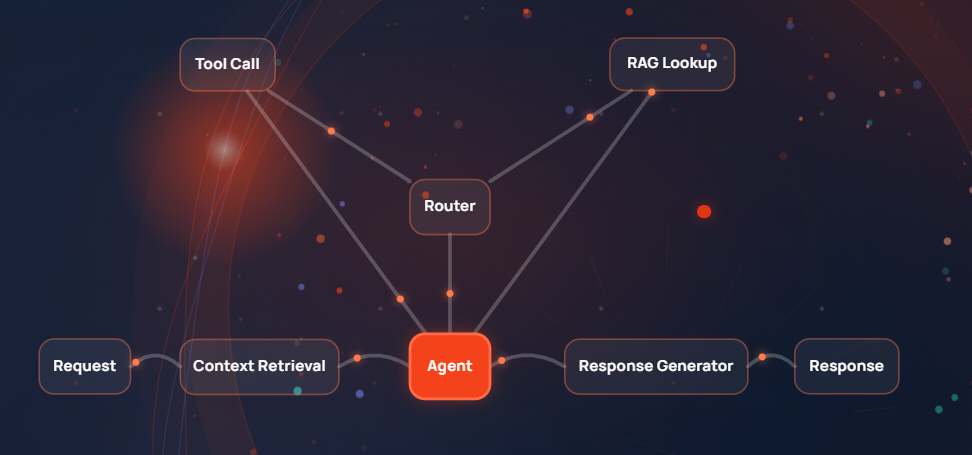 Tool Call
RAG Lookup
Router
Request
Context Retrieval
Agent
Response Generator
Response